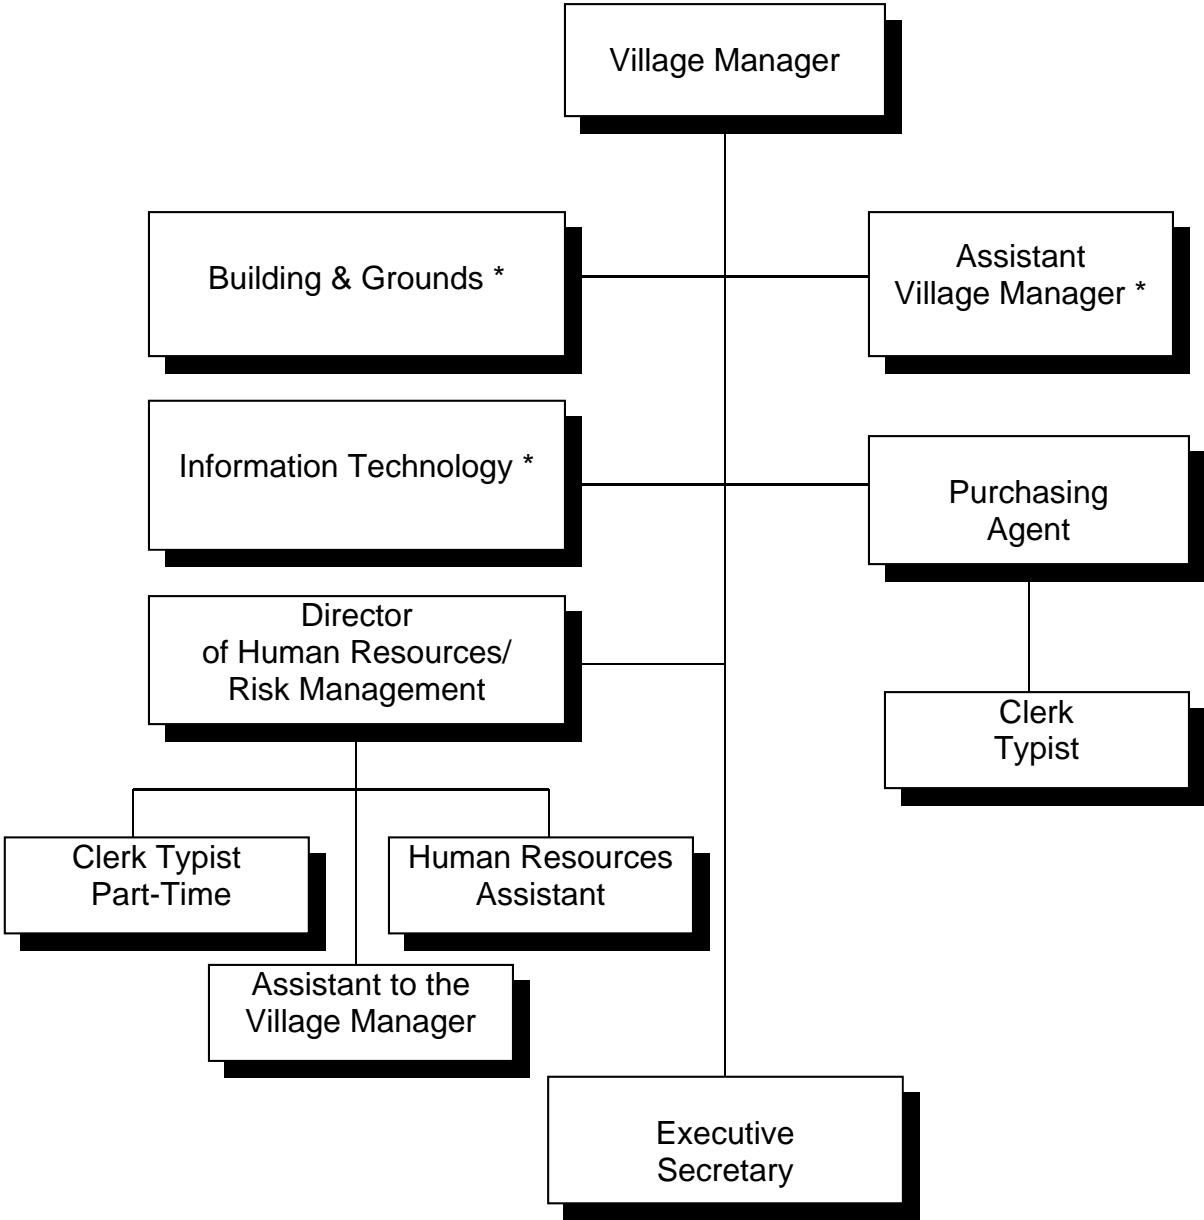 Village Manager
Building & Grounds *
Assistant
Village Manager *
Information Technology *
Purchasing
Agent
Director
of Human Resources/
Risk Management
Clerk
Typist
Clerk Typist
Part-Time
Human Resources
Assistant
Assistant to the
Village Manager
Executive
Secretary